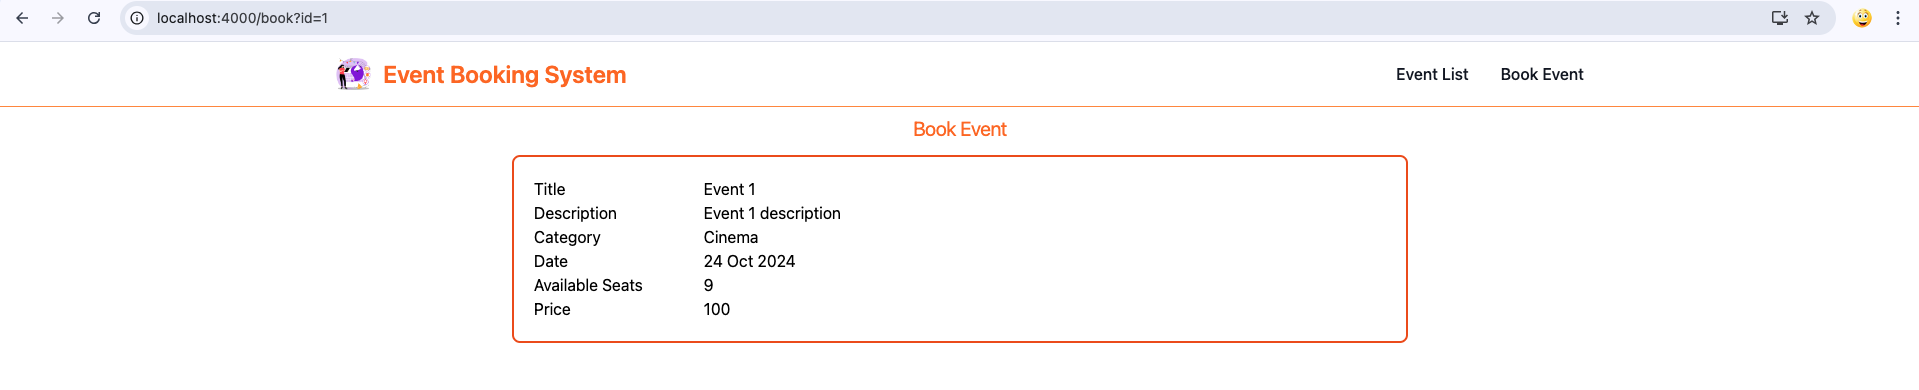 localhost:4000/book?id=1
Event Booking System
Event List
Book Event
Book Event
Title Event 1
Description Event 1 description
Category Cinema
Date 24 Oct 2024
Available Seats 9
Price 100